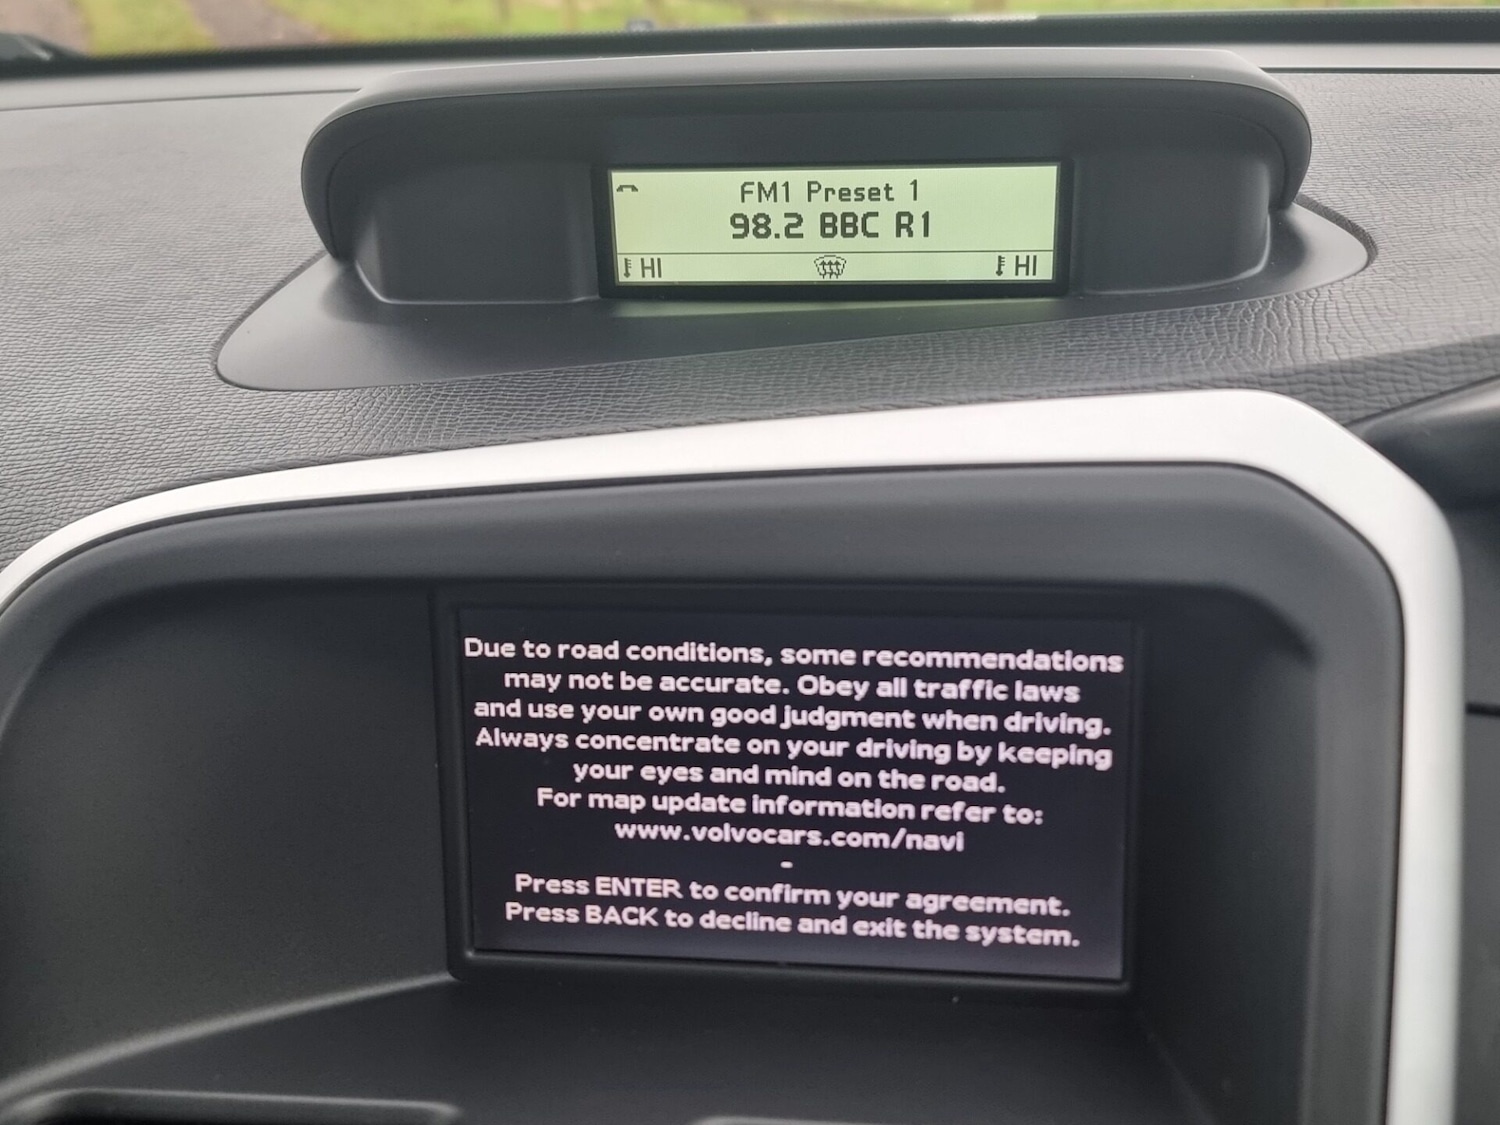 FM1 Preset 1
98.2 BBC R1
HI HI
Due to road conditions, some recommendations
may not be accurate. Obey all traffic laws
and use your own good judgment when driving.
Always concentrate on your driving by keeping
your eyes and mind on the road.
For map update information refer to:
www.volvocars.com/navi
-
Press ENTER to confirm your agreement.
Press BACK to decline and exit the system.